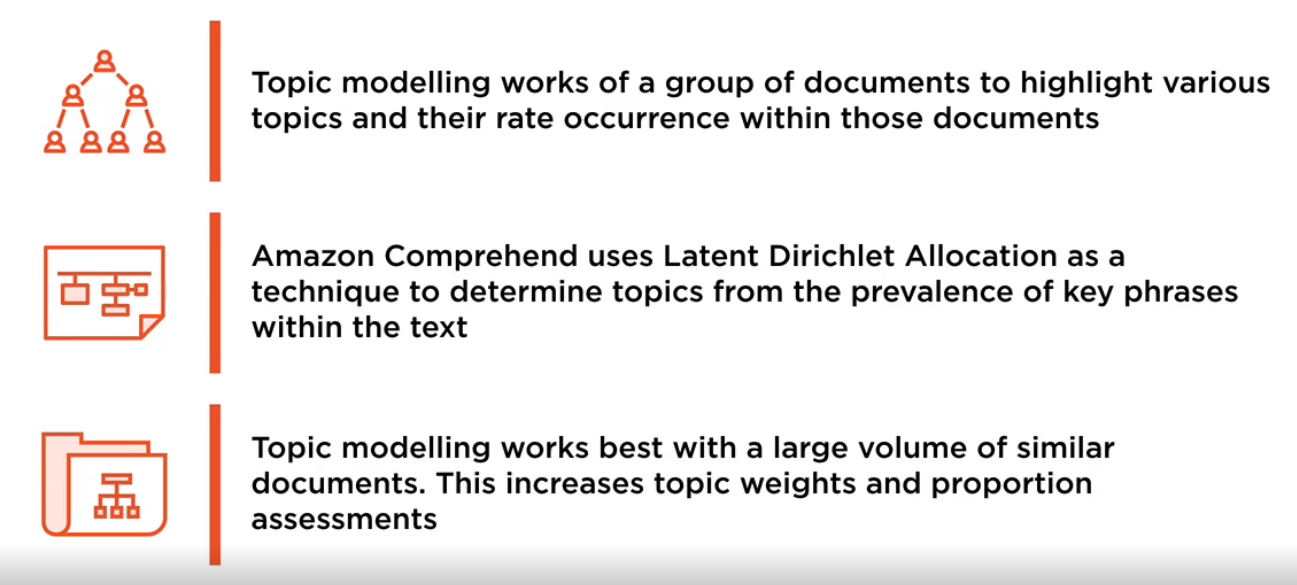 Topic modelling works of a group of documents to highlight various
topics and their rate occurrence within those documents
Amazon Comprehend uses Latent Dirichlet Allocation as a
technique to determine topics from the prevalence of key phrases
within the text
Topic modelling works best with a large volume of similar
documents. This increases topic weights and proportion
assessments